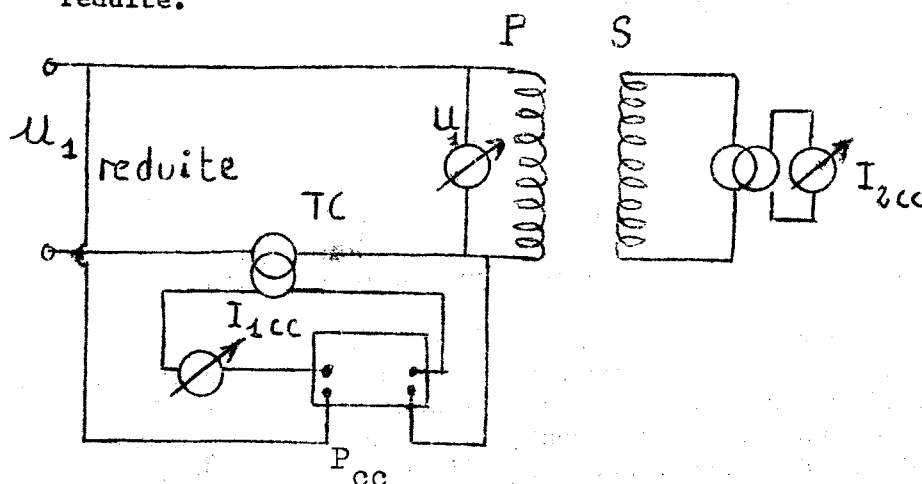 reduite.
P S
U1
U1
reduite
TC
I2cc
I1cc
Pcc